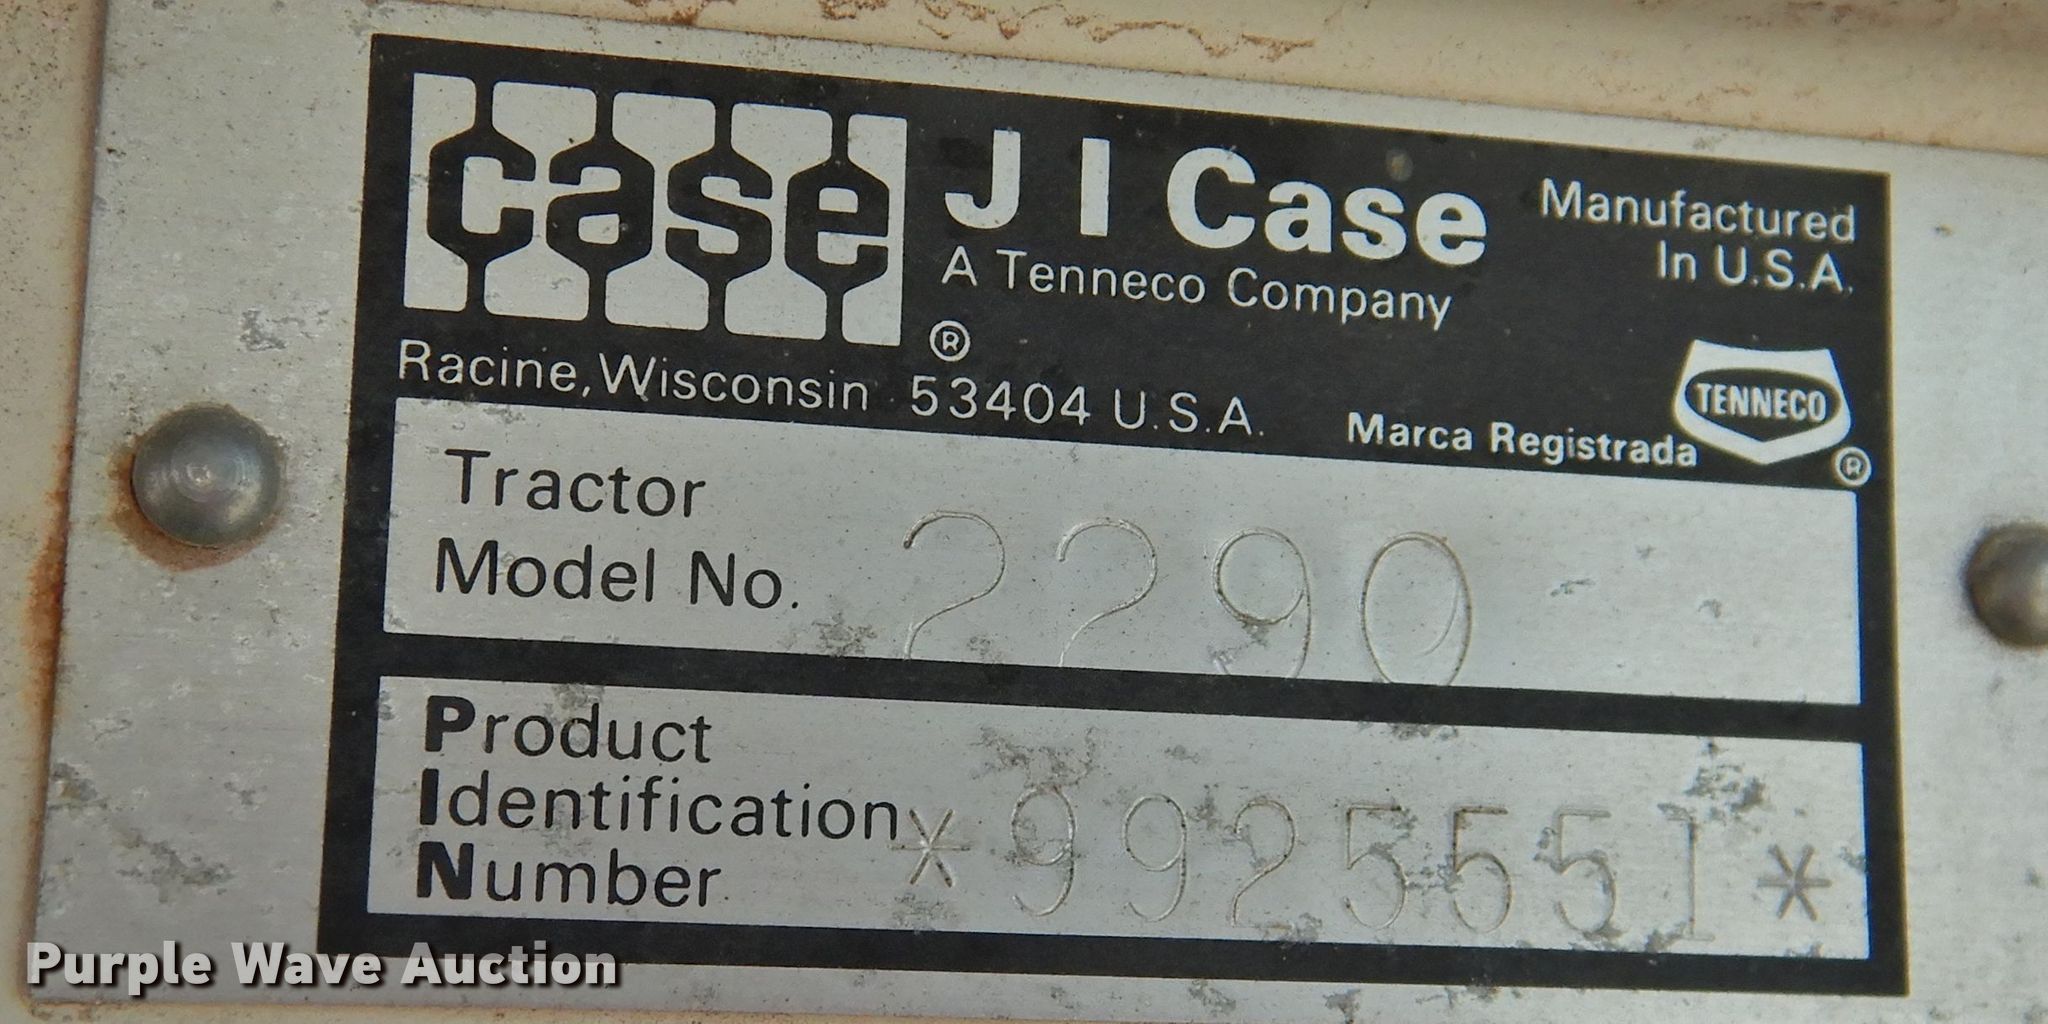 case ®
J I Case
A Tenneco Company
Manufactured
In U.S.A.
Racine, Wisconsin 53404 U.S.A.
Marca Registrada
TENNECO ®
Tractor
Model No. 2290
Product
Identification
Number *9925551*
Purple Wave Auction